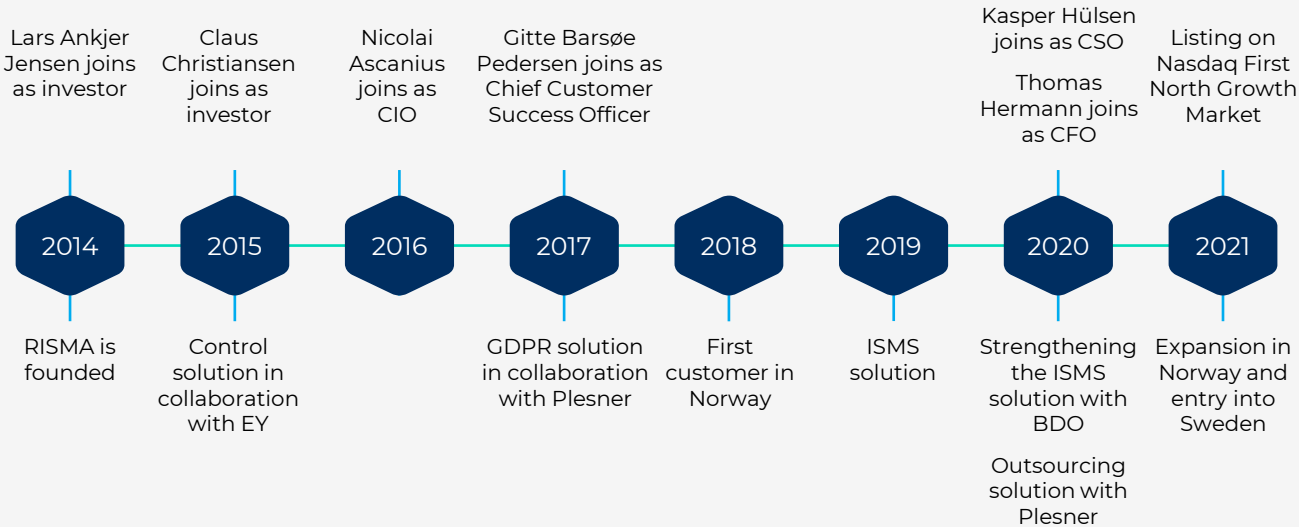 Lars Ankjer
Jensen joins
as investor
Claus
Christiansen
joins as
investor
Nicolai
Ascanius
joins as
CIO
Gitte Barsøe
Pedersen joins as
Chief Customer
Success Officer
Kasper Hülsen
joins as CSO
Thomas
Hermann joins
as CFO
Listing on
Nasdaq First
North Growth
Market
2014
2015
2016
2017
2018
2019
2020
2021
RISMA is
founded
Control
solution in
collaboration
with EY
GDPR solution
in collaboration
with Plesner
First
customer in
Norway
ISMS
solution
Strengthening
the ISMS
solution with
BDO
Outsourcing
solution with
Plesner
Expansion in
Norway and
entry into
Sweden